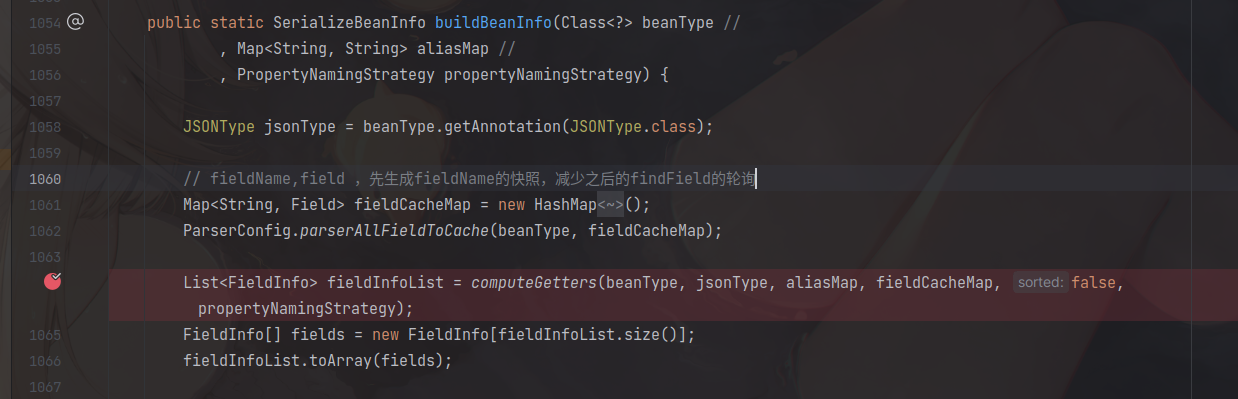 1054 public static SerializeBeanInfo buildBeanInfo(Class<?> beanType //
1055 , Map<String, String> aliasMap //
1056 , PropertyNamingStrategy propertyNamingStrategy) {
1057
1058 JSONType jsonType = beanType.getAnnotation(JSONType.class);
1059
1060 // fieldName,field ，先生成fieldName的快照，减少之后的findField的轮询
1061 Map<String, Field> fieldCacheMap = new HashMap<~>();
1062 ParserConfig.parserAllFieldToCache(beanType, fieldCacheMap);
1063
List<FieldInfo> fieldInfoList = computeGetters(beanType, jsonType, aliasMap, fieldCacheMap, sorted: false,
propertyNamingStrategy);
1065 FieldInfo[] fields = new FieldInfo[fieldInfoList.size()];
1066 fieldInfoList.toArray(fields);
1067